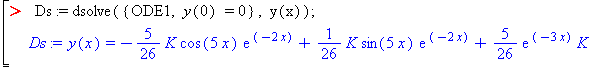 > Ds := dsolve ( {ODE1, y(0) =0} , y(x) ) ;
Ds := y(x) = - 5/26 K cos(5 x) e^(-2 x) + 1/26 K sin(5 x) e^(-2 x) + 5/26 e^(-3 x) K